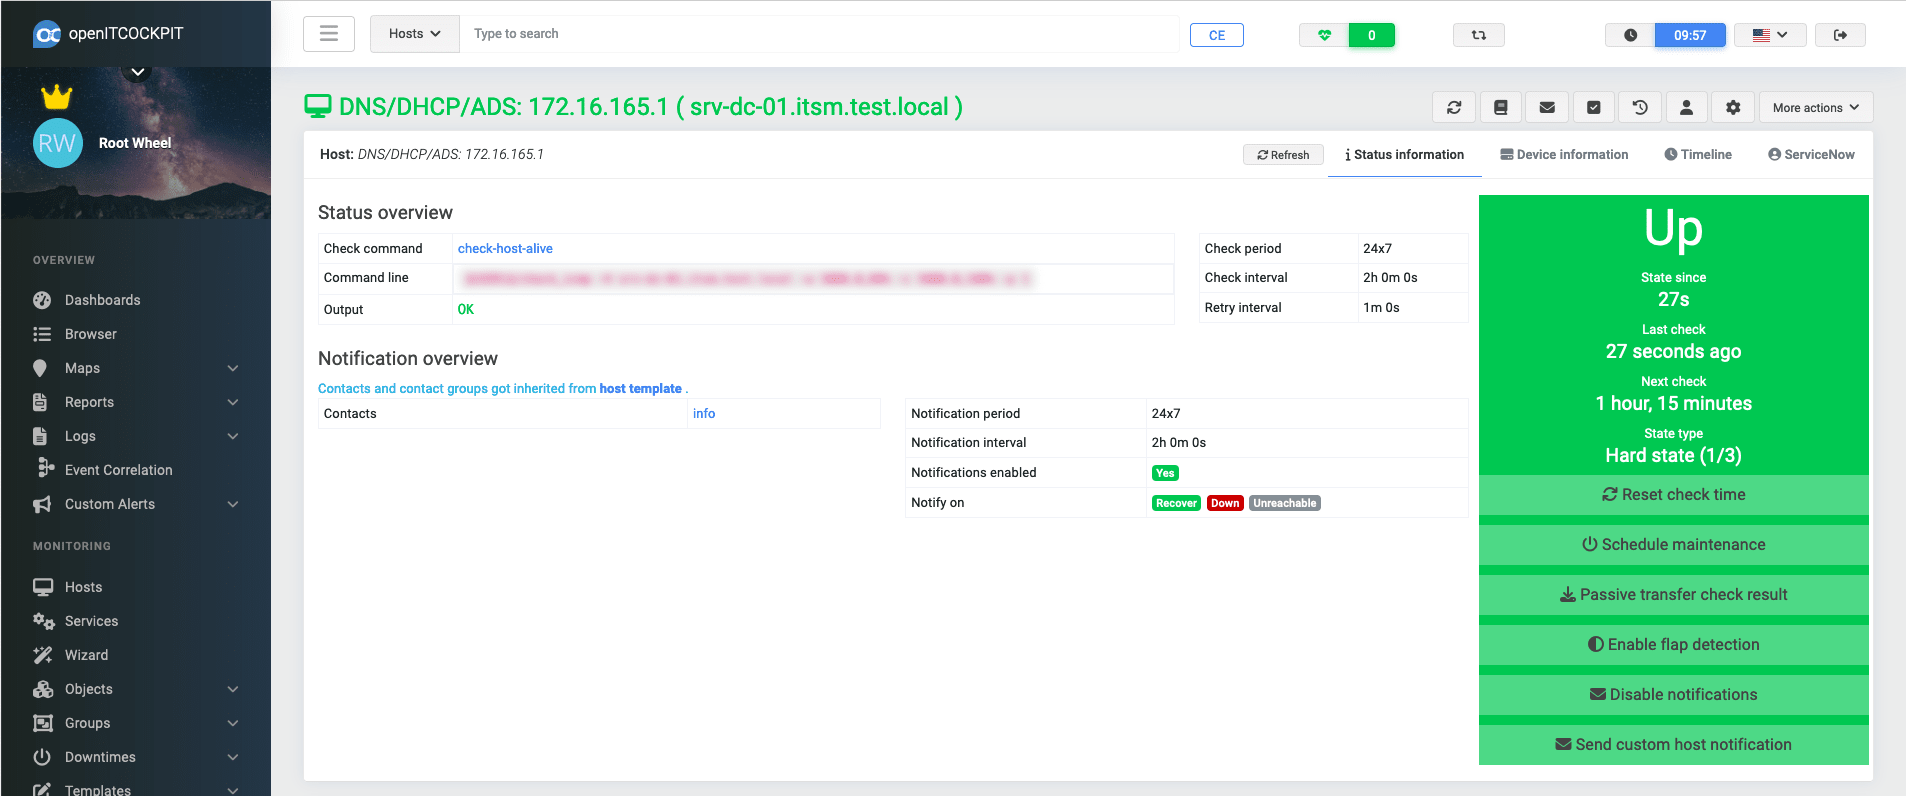 openITCOCKPIT
Hosts
Type to search
CE
0
09:57
RW
Root Wheel
OVERVIEW
Dashboards
Browser
Maps
Reports
Logs
Event Correlation
Custom Alerts
MONITORING
Hosts
Services
Wizard
Objects
Groups
Downtimes
Templates
DNS/DHCP/ADS: 172.16.165.1 ( srv-dc-01.itsm.test.local )
More actions
Host: DNS/DHCP/ADS: 172.16.165.1
Refresh
Status information
Device information
Timeline
ServiceNow
Status overview
Check command check-host-alive
Command line
Output OK
Check period 24x7
Check interval 2h 0m 0s
Retry interval 1m 0s
Notification overview
Contacts and contact groups got inherited from host template .
Contacts info
Notification period 24x7
Notification interval 2h 0m 0s
Notifications enabled Yes
Notify on Recover Down Unreachable
Up
State since
27s
Last check
27 seconds ago
Next check
1 hour, 15 minutes
State type
Hard state (1/3)
Reset check time
Schedule maintenance
Passive transfer check result
Enable flap detection
Disable notifications
Send custom host notification